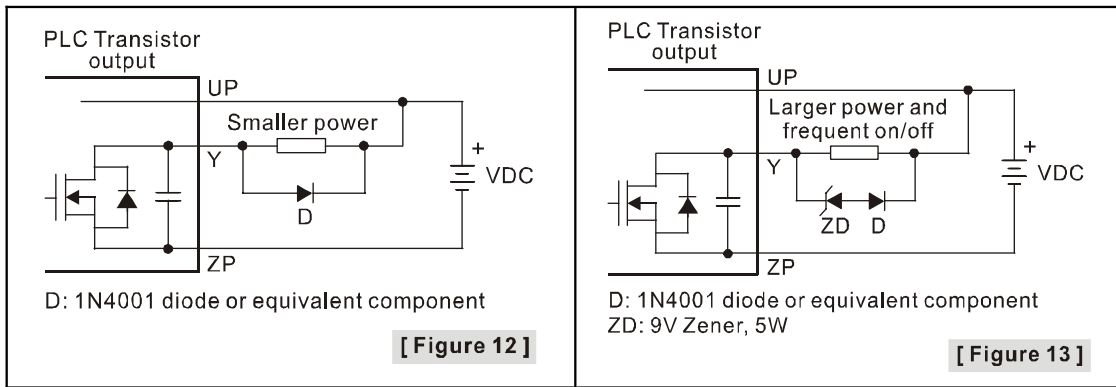 PLC Transistor
output
UP
Smaller power
Y
+
VDC
D
ZP
D: 1N4001 diode or equivalent component
[ Figure 12 ]
PLC Transistor
output
UP
Larger power and
frequent on/off
Y
+
VDC
ZD D
ZP
D: 1N4001 diode or equivalent component
ZD: 9V Zener, 5W
[ Figure 13 ]